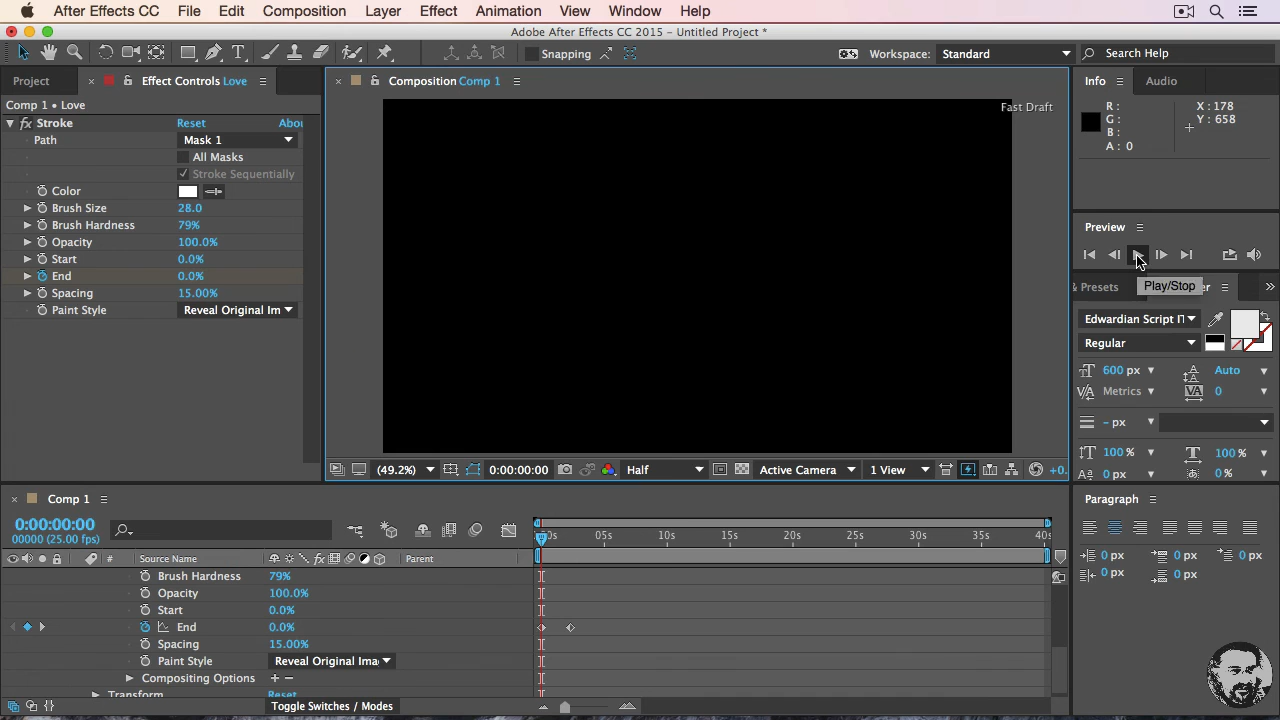 After Effects CC File Edit Composition Layer Effect Animation View Window Help
Adobe After Effects CC 2015 – Untitled Project *
Snapping Workspace: Standard Search Help
Project Effect Controls Love Composition Comp 1 Info Audio
Comp 1 • Love
fx Stroke Reset Abou
Path Mask 1
All Masks
Stroke Sequentially
Color
Brush Size 28.0
Brush Hardness 79%
Opacity 100.0%
Start 0.0%
End 0.0%
Spacing 15.00%
Paint Style Reveal Original Im
Fast Draft
R : X : 178
G : Y : 658
B :
A : 0
Preview
Play/Stop
& Presets er
Edwardian Script IT
Regular
600 px Auto
Metrics 0
– px
100 % 100 %
0 px 0 %
(49.2%) 0:00:00:00 Half Active Camera 1 View +0.
Comp 1
0:00:00:00
00000 (25.00 fps)
:00s 05s 10s 15s 20s 25s 30s 35s 40s
# Source Name Parent
Brush Hardness 79%
Opacity 100.0%
Start 0.0%
End 0.0%
Spacing 15.00%
Paint Style Reveal Original Ima
Compositing Options + –
Transform Reset
Toggle Switches / Modes
Paragraph
0 px 0 px 0 px
0 px 0 px